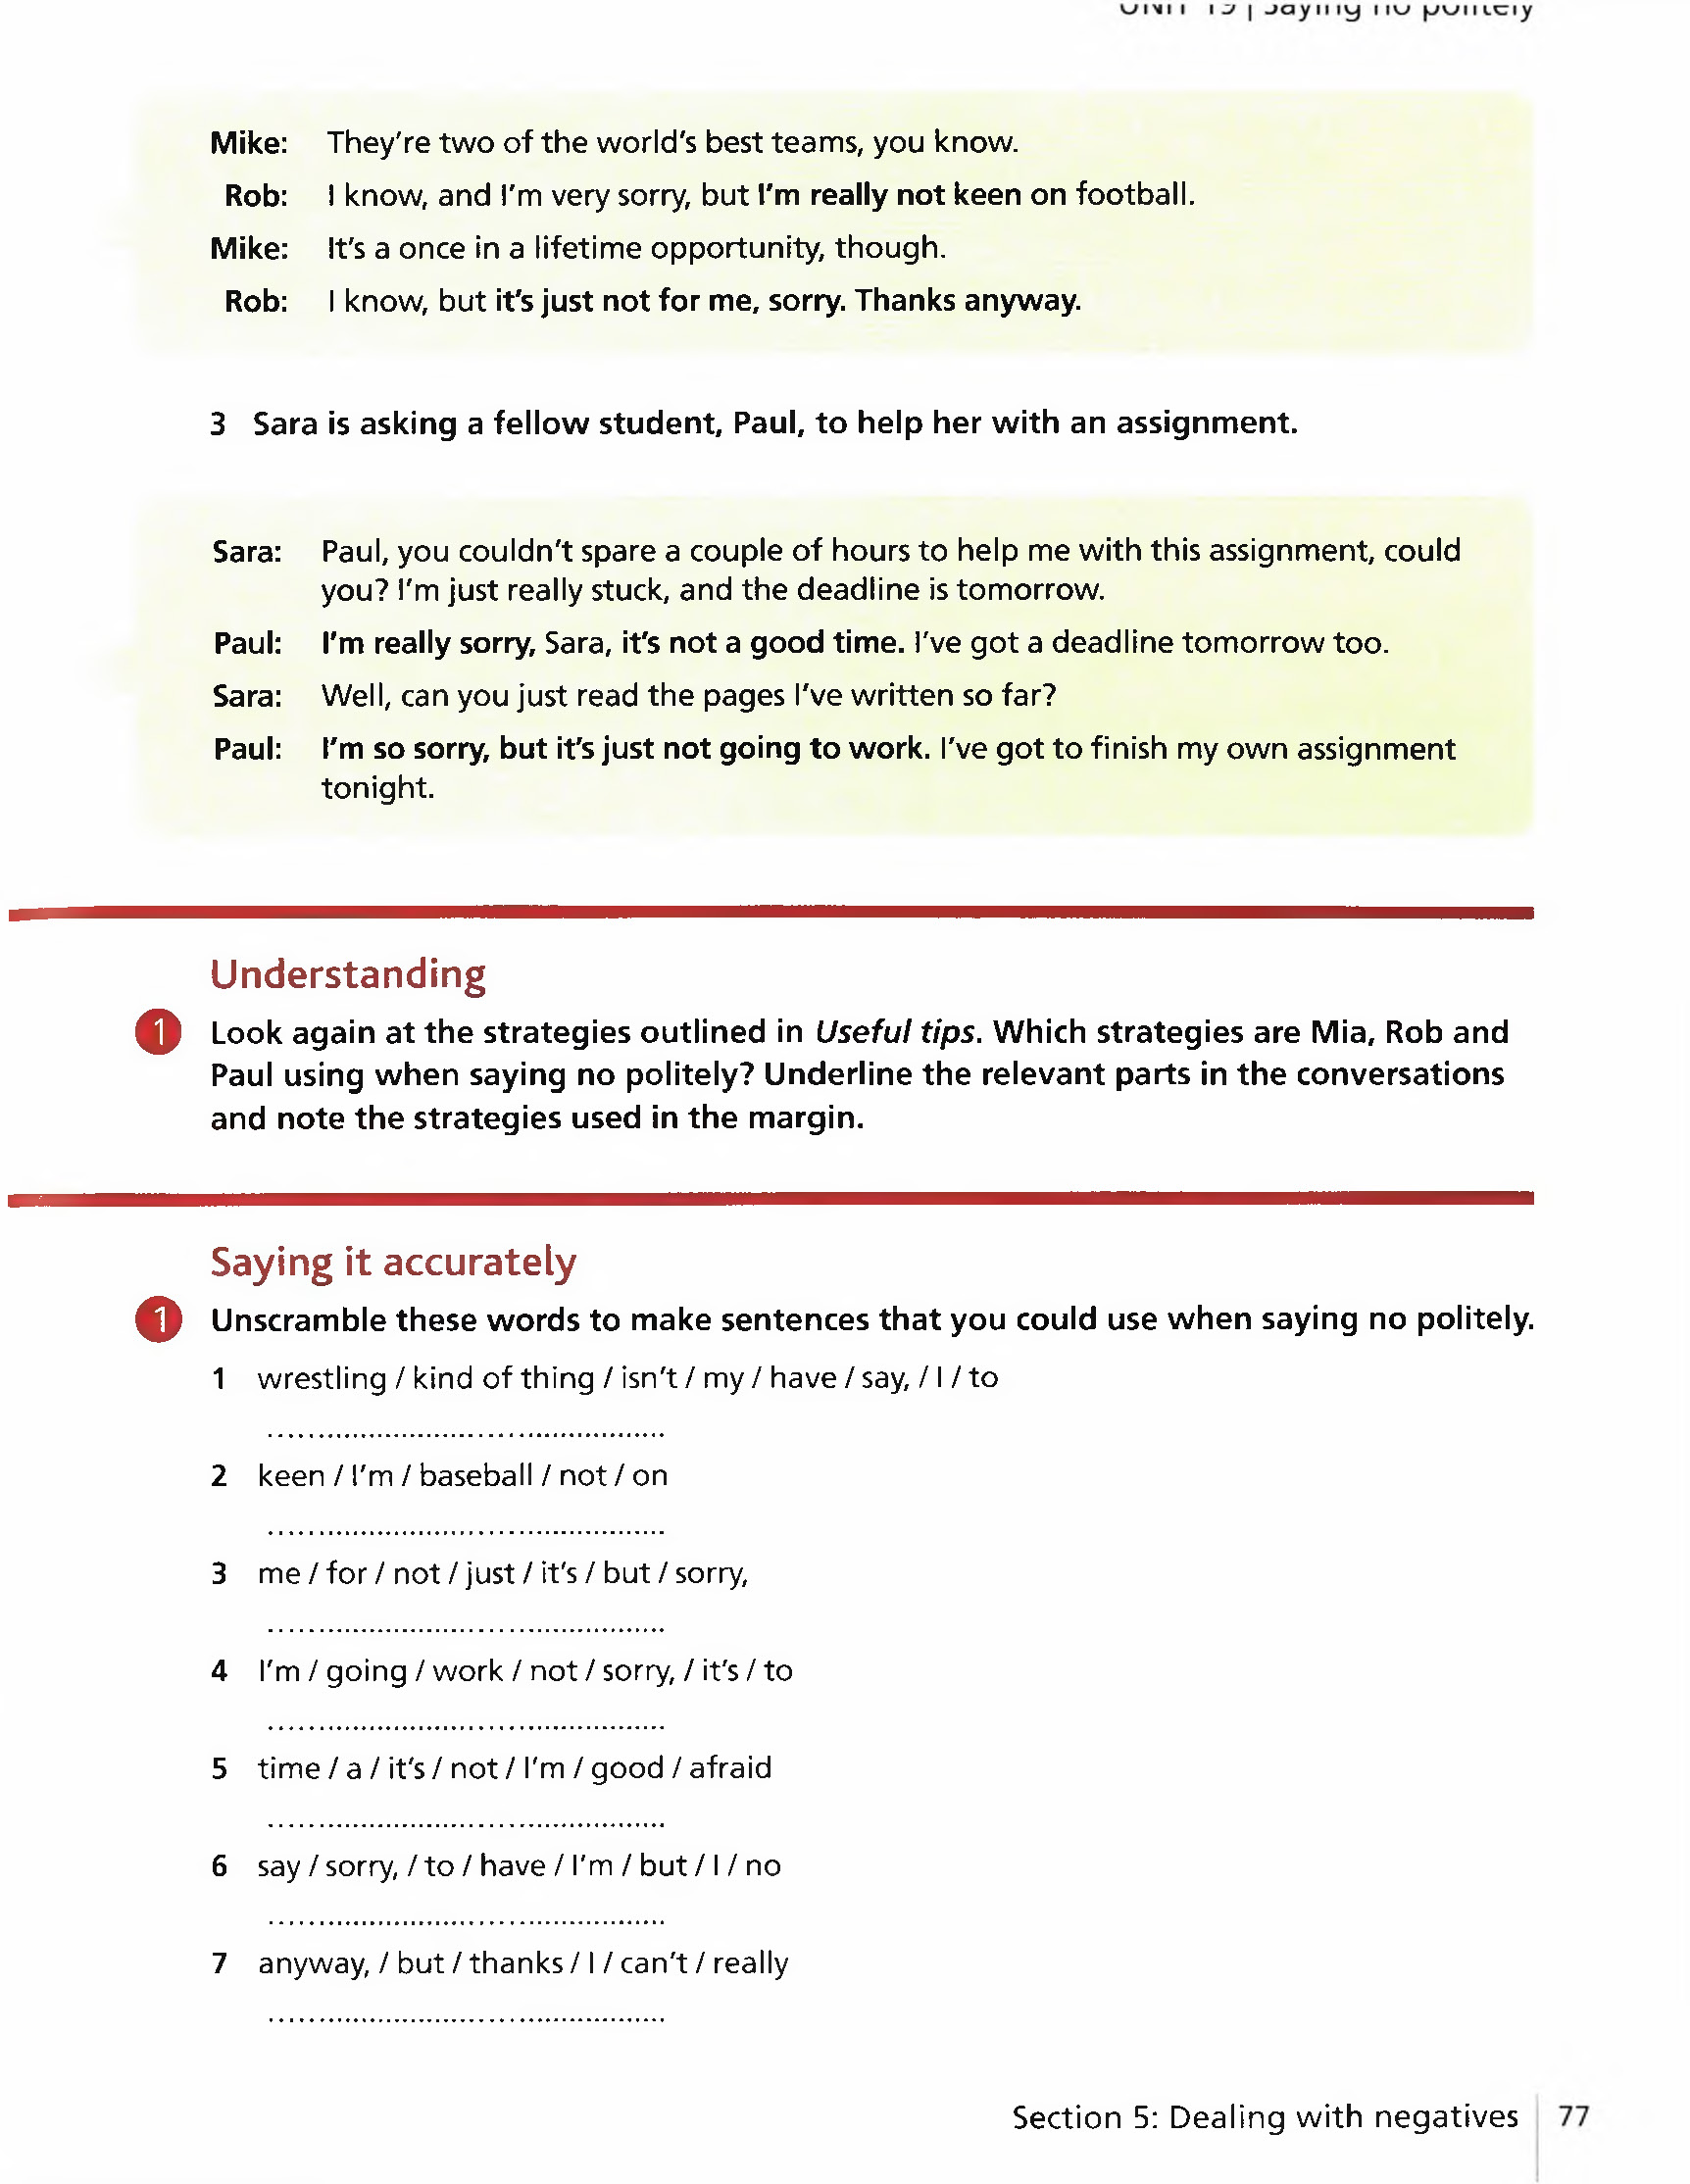 UNIT 19 | Saying no politely
Mike: They're two of the world's best teams, you know.
Rob: I know, and I'm very sorry, but I'm really not keen on football.
Mike: It's a once in a lifetime opportunity, though.
Rob: I know, but it's just not for me, sorry. Thanks anyway.
3 Sara is asking a fellow student, Paul, to help her with an assignment.
Sara: Paul, you couldn't spare a couple of hours to help me with this assignment, could
you? I'm just really stuck, and the deadline is tomorrow.
Paul: I'm really sorry, Sara, it's not a good time. I've got a deadline tomorrow too.
Sara: Well, can you just read the pages I've written so far?
Paul: I'm so sorry, but it's just not going to work. I've got to finish my own assignment
tonight.
Understanding
1 Look again at the strategies outlined in Useful tips. Which strategies are Mia, Rob and
Paul using when saying no politely? Underline the relevant parts in the conversations
and note the strategies used in the margin.
Saying it accurately
1 Unscramble these words to make sentences that you could use when saying no politely.
1 wrestling / kind of thing / isn't / my / have / say, / I / to
2 keen / I'm / baseball / not / on
3 me / for / not / just / it's / but / sorry,
4 I'm / going / work / not / sorry, / it's / to
5 time / a / it's / not / I'm / good / afraid
6 say / sorry, / to / have / I'm / but / I / no
7 anyway, / but / thanks / I / can't / really
Section 5: Dealing with negatives 77